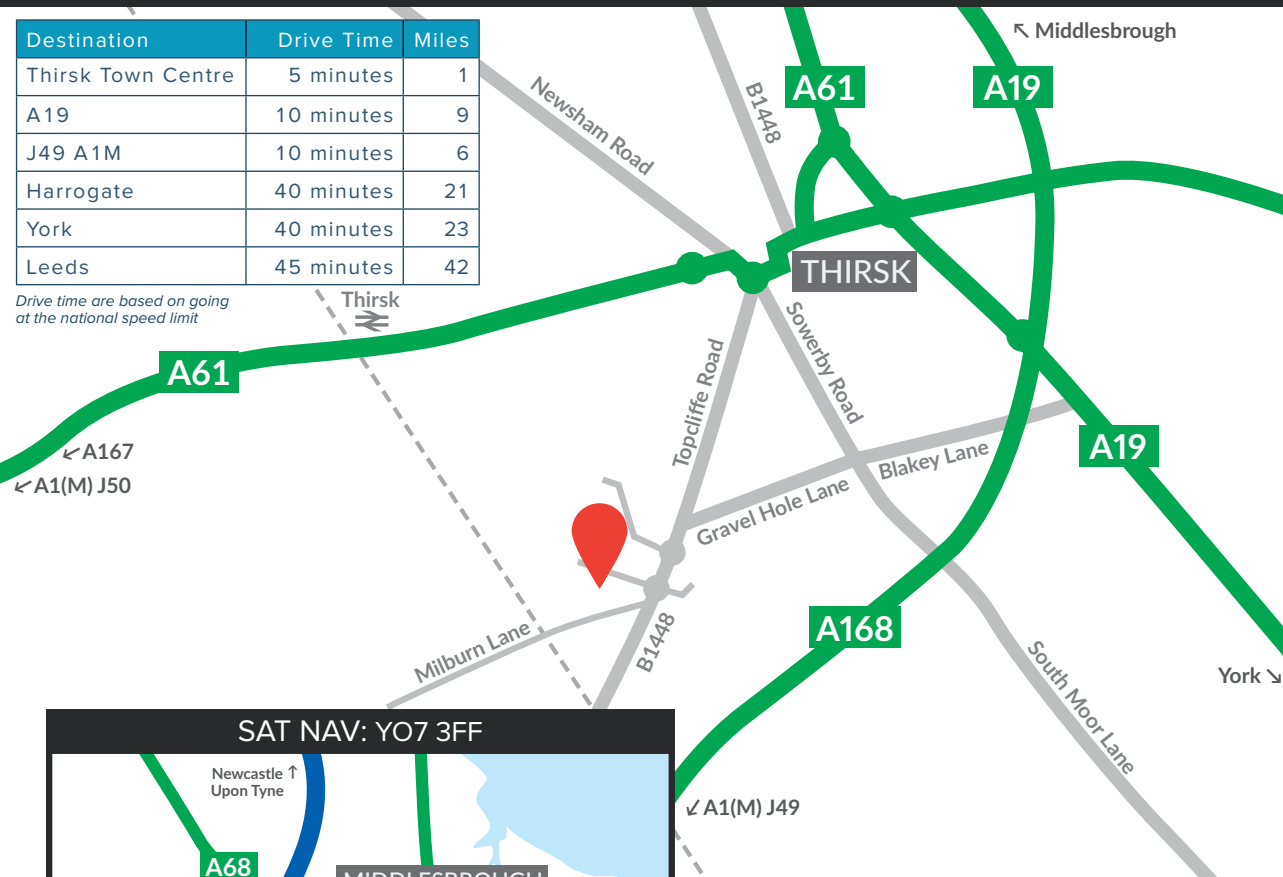 Destination Drive Time Miles
Thirsk Town Centre 5 minutes 1
A19 10 minutes 9
J49 A1M 10 minutes 6
Harrogate 40 minutes 21
York 40 minutes 23
Leeds 45 minutes 42
Drive time are based on going
at the national speed limit
↖ Middlesbrough
A61
A19
Newsham Road
B1448
THIRSK
Thirsk
A61
↙ A167
↙ A1(M) J50
Topcliffe Road
Sowerby Road
Blakey Lane
Gravel Hole Lane
A19
A168
Milburn Lane
B1448
South Moor Lane
York ↘
↙ A1(M) J49
SAT NAV: YO7 3FF
Newcastle ↑
Upon Tyne
A68
MIDDLESBROUGH